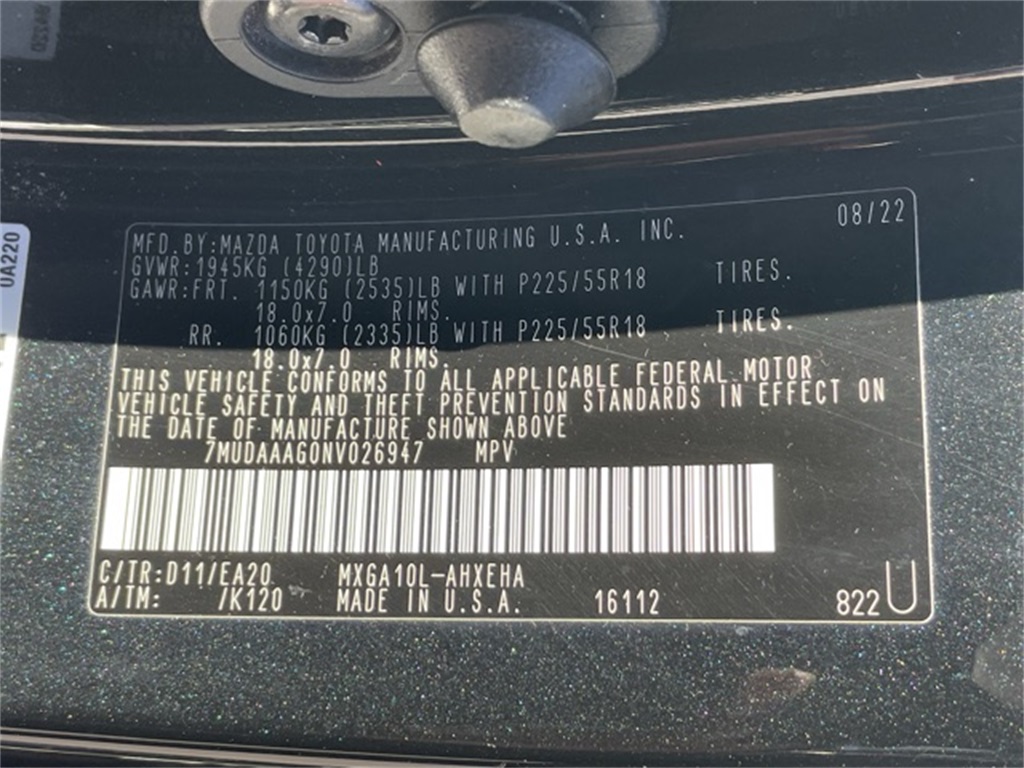 08/22
MFD.BY:MAZDA TOYOTA MANUFACTURING U.S.A. INC.
GVWR:1945KG (4290)LB
GAWR:FRT. 1150KG (2535)LB WITH P225/55R18 TIRES.
18.0x7.0 RIMS.
RR. 1060KG (2335)LB WITH P225/55R18 TIRES.
18.0x7.0 RIMS.
THIS VEHICLE CONFORMS TO ALL APPLICABLE FEDERAL MOTOR
VEHICLE SAFETY AND THEFT PREVENTION STANDARDS IN EFFECT ON
THE DATE OF MANUFACTURE SHOWN ABOVE
7MUDAAAG0NV026947 MPV
C/TR:D11/EA20 MXGA10L-AHXEHA
A/TM: /K120 MADE IN U.S.A. 16112 822 U
0A220